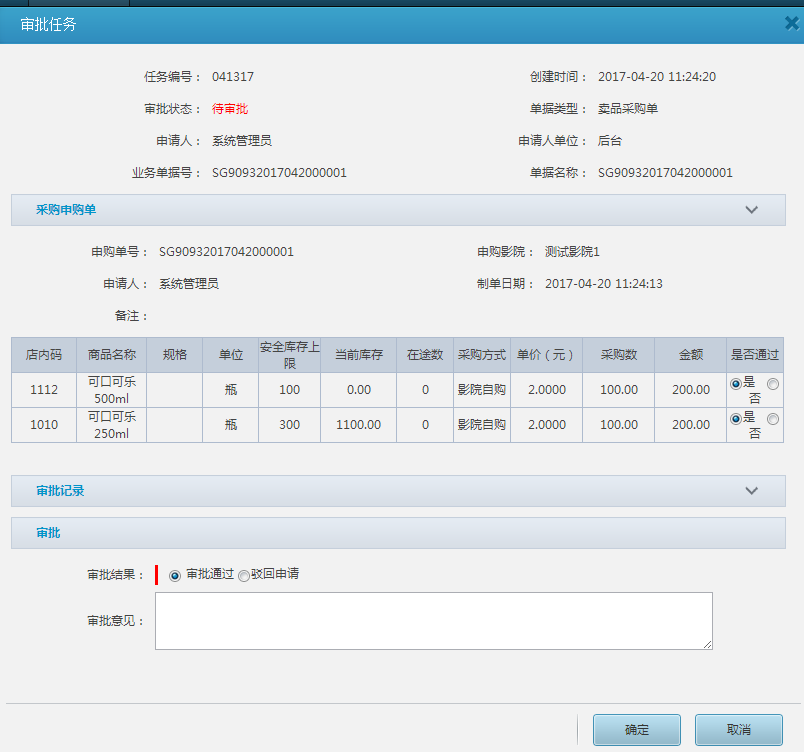 审批任务
任务编号： 041317 创建时间： 2017-04-20 11:24:20
审批状态： 待审批 单据类型： 卖品采购单
申请人： 系统管理员 申请人单位： 后台
业务单据号： SG90932017042000001 单据名称： SG90932017042000001
采购申购单
申购单号： SG90932017042000001 申购影院： 测试影院1
申请人： 系统管理员 制单日期： 2017-04-20 11:24:13
备注：
店内码 商品名称 规格 单位 安全库存上限 当前库存 在途数 采购方式 单价（元） 采购数 金额 是否通过
1112 可口可乐500ml 瓶 100 0.00 0 影院自购 2.0000 100.00 200.00 是 否
1010 可口可乐250ml 瓶 300 1100.00 0 影院自购 2.0000 100.00 200.00 是 否
审批记录
审批
审批结果： 审批通过 驳回申请
审批意见：
确定 取消